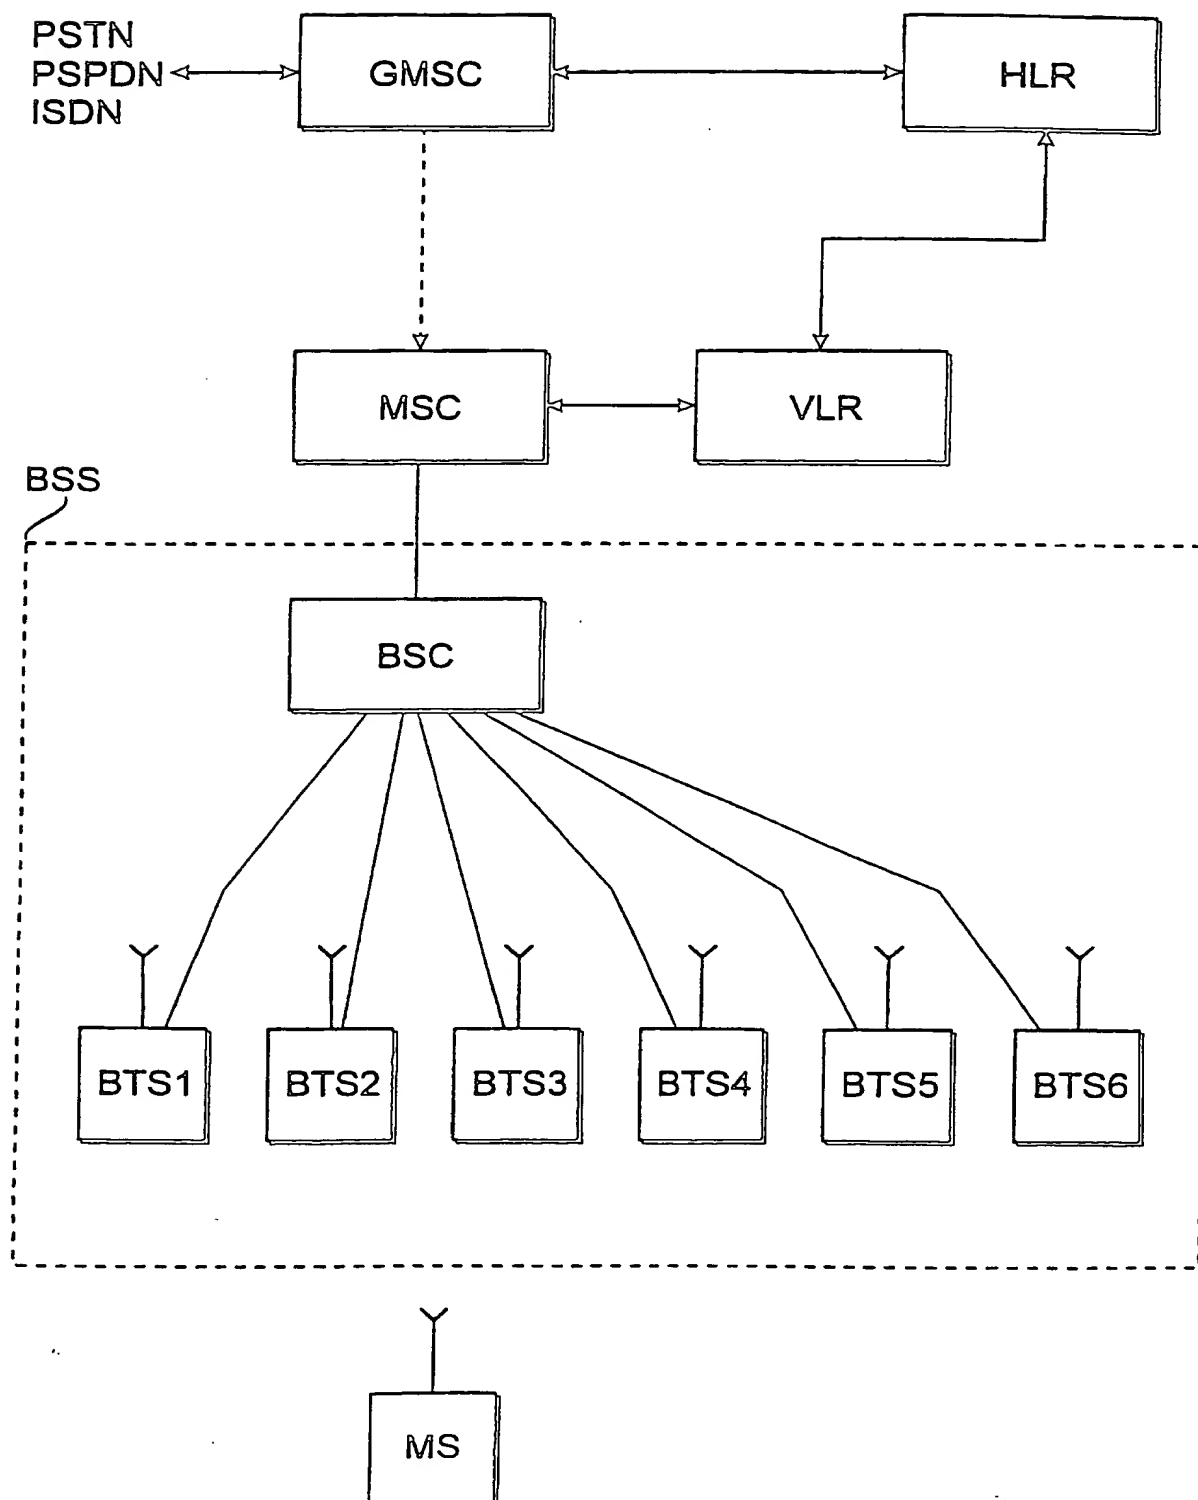 PSTN
PSPDN
ISDN
GMSC
HLR
MSC
VLR
BSS
BSC
BTS1
BTS2
BTS3
BTS4
BTS5
BTS6
MS